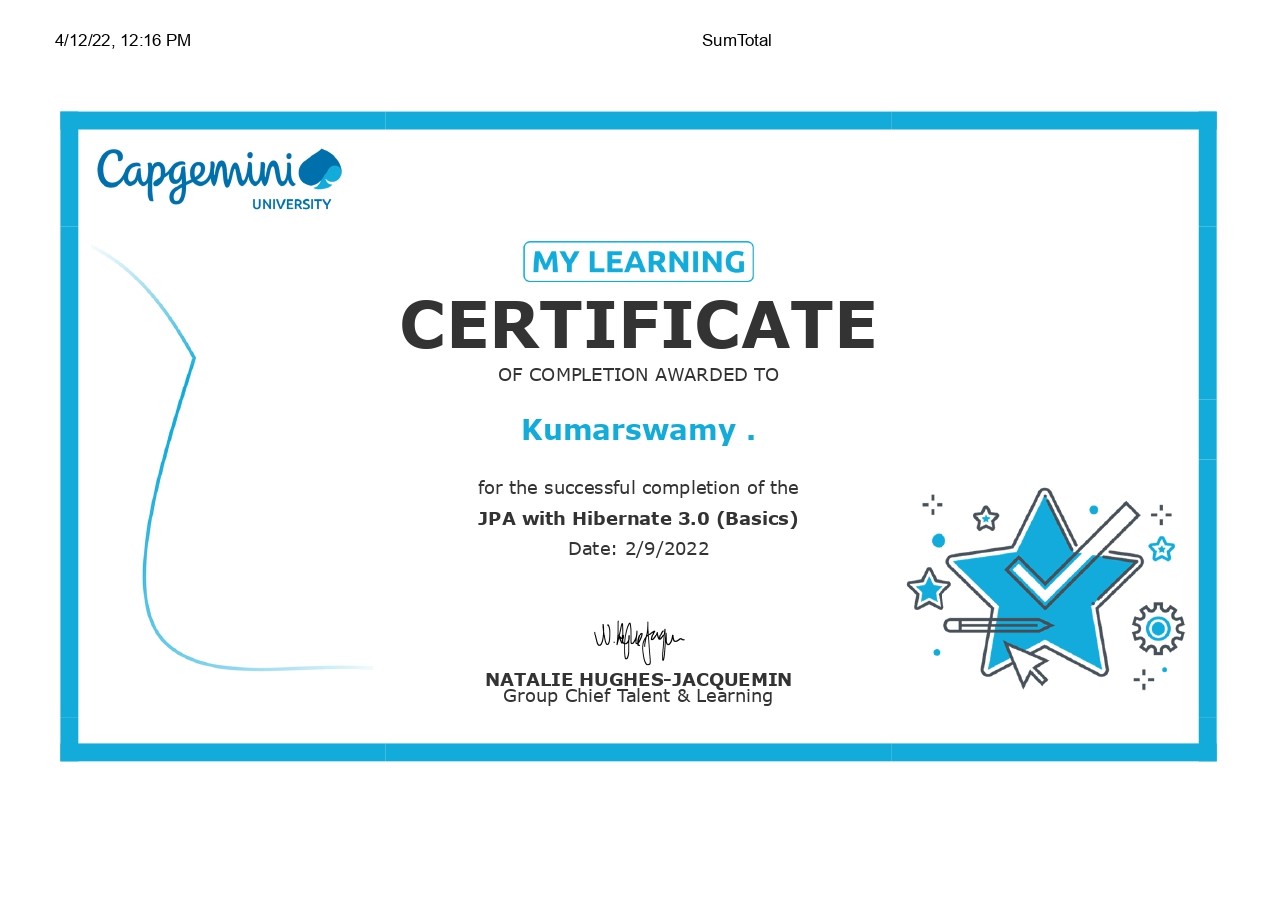 4/12/22, 12:16 PM
SumTotal
Capgemini
UNIVERSITY
MY LEARNING
CERTIFICATE
OF COMPLETION AWARDED TO
Kumarswamy .
for the successful completion of the
JPA with Hibernate 3.0 (Basics)
Date: 2/9/2022
NATALIE HUGHES-JACQUEMIN
Group Chief Talent & Learning